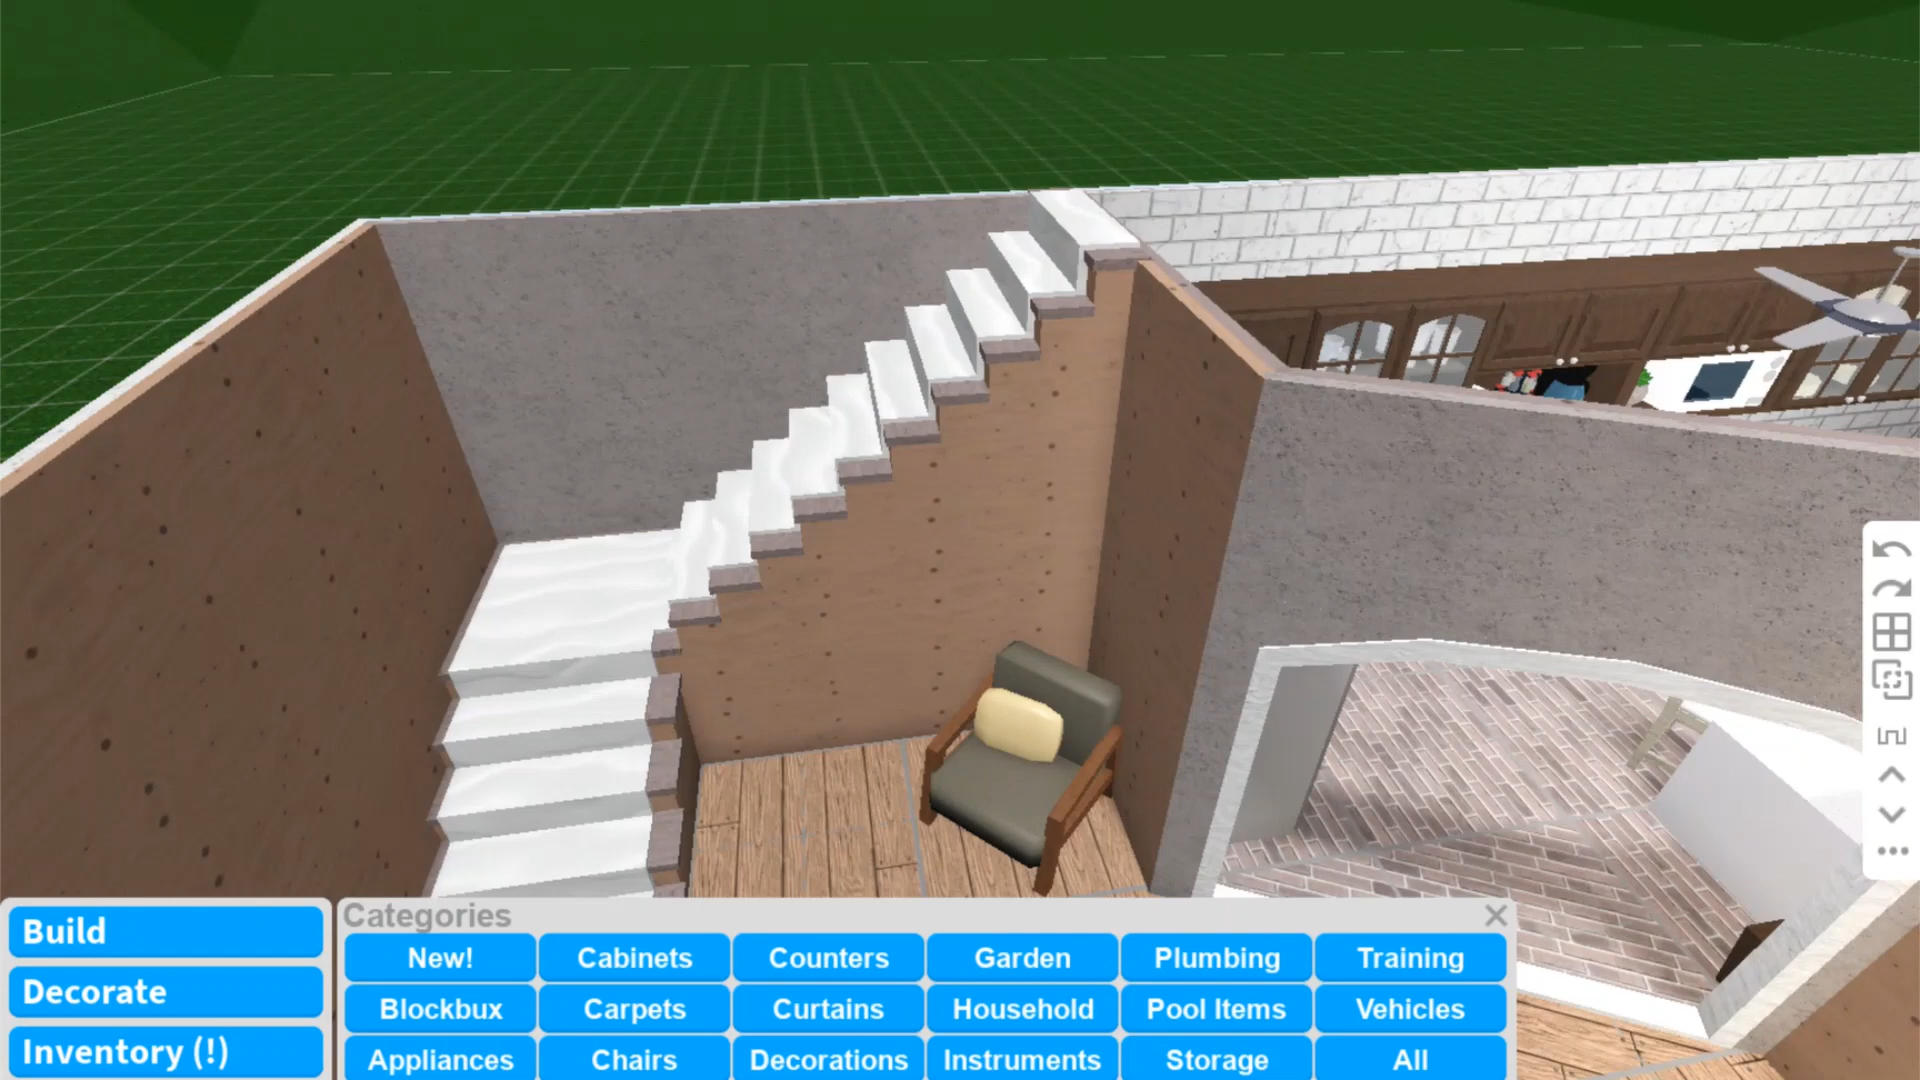 Build
Decorate
Inventory (!)
Categories
New! Cabinets Counters Garden Plumbing Training
Blockbux Carpets Curtains Household Pool Items Vehicles
Appliances Chairs Decorations Instruments Storage All